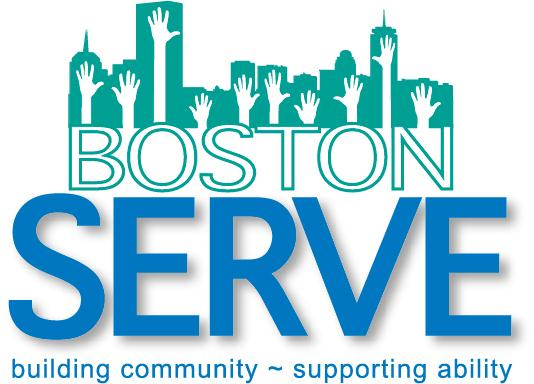 BOSTON
SERVE
building community ~ supporting ability